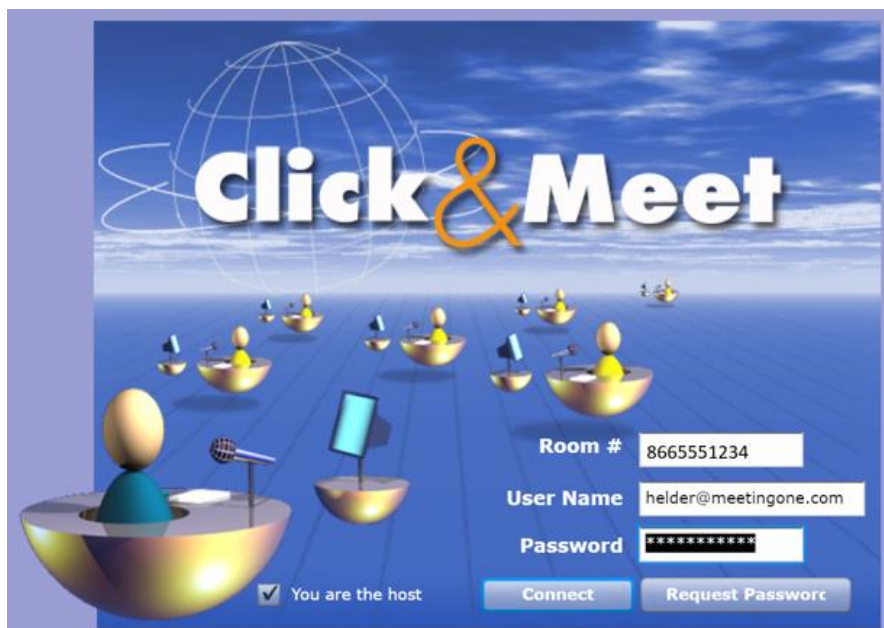 Click&Meet
Room # 8665551234
User Name helder@meetingone.com
Password ***********
You are the host Connect Request Passworc